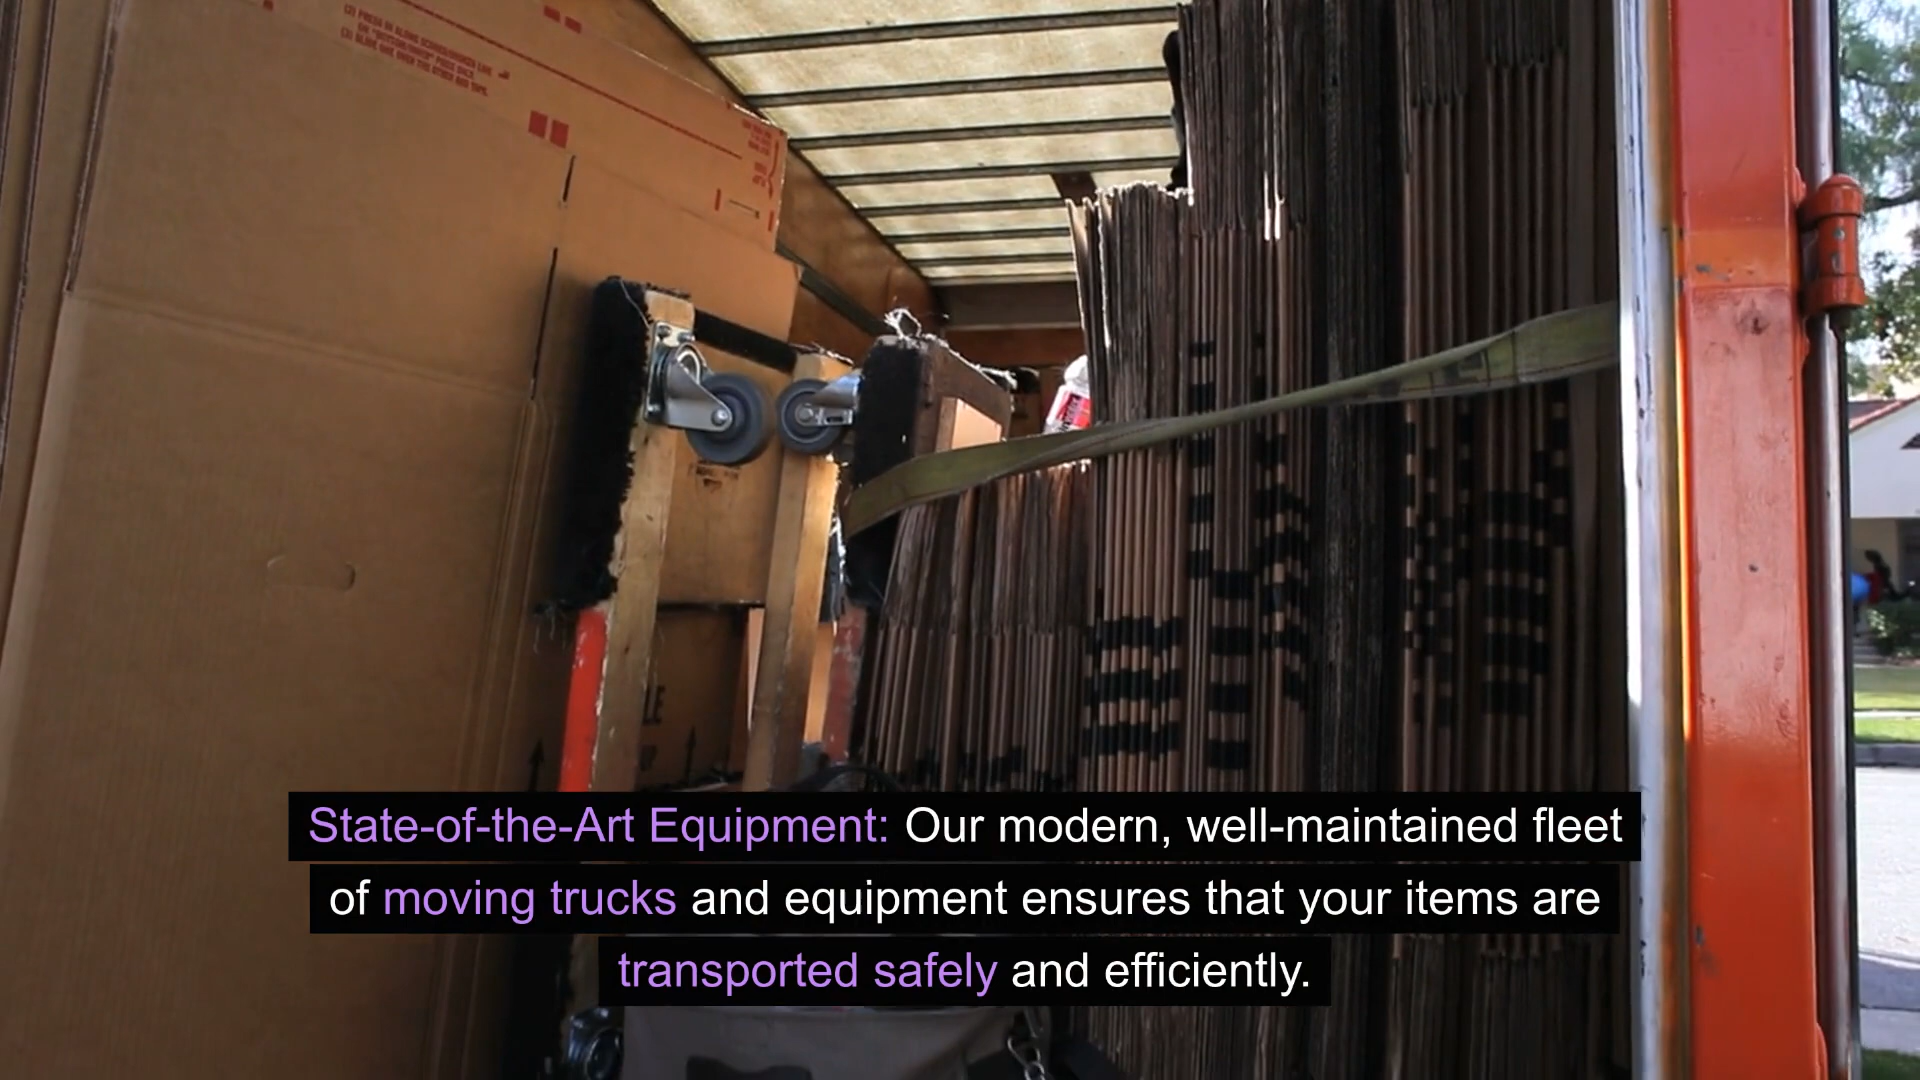 State-of-the-Art Equipment: Our modern, well-maintained fleet
of moving trucks and equipment ensures that your items are
transported safely and efficiently.